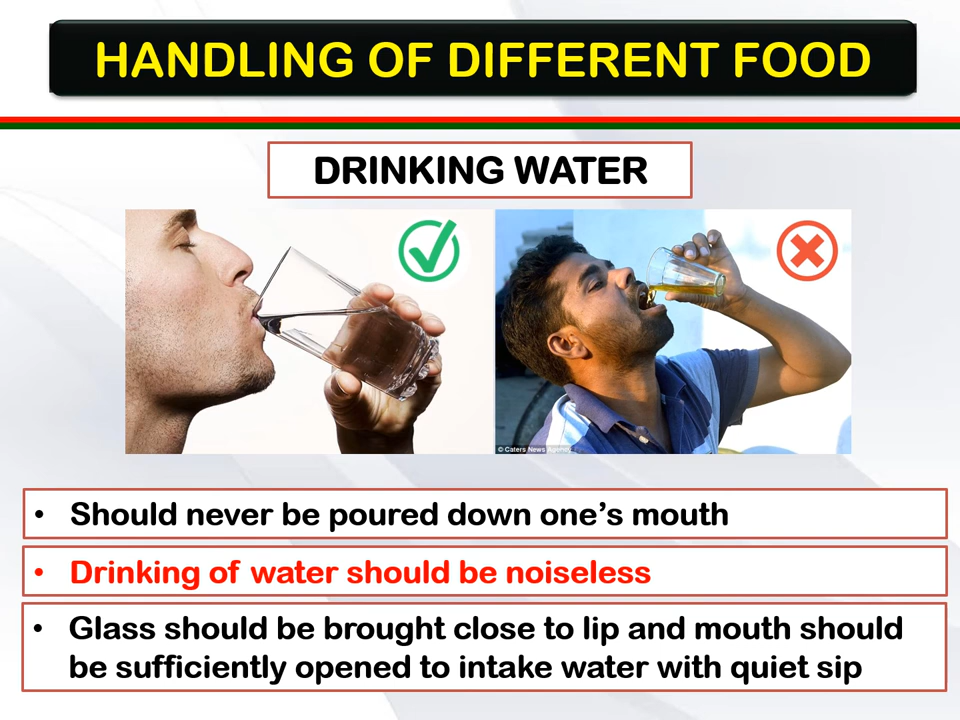 HANDLING OF DIFFERENT FOOD
DRINKING WATER
© Caters News Agency
• Should never be poured down one’s mouth
• Drinking of water should be noiseless
• Glass should be brought close to lip and mouth should
be sufficiently opened to intake water with quiet sip